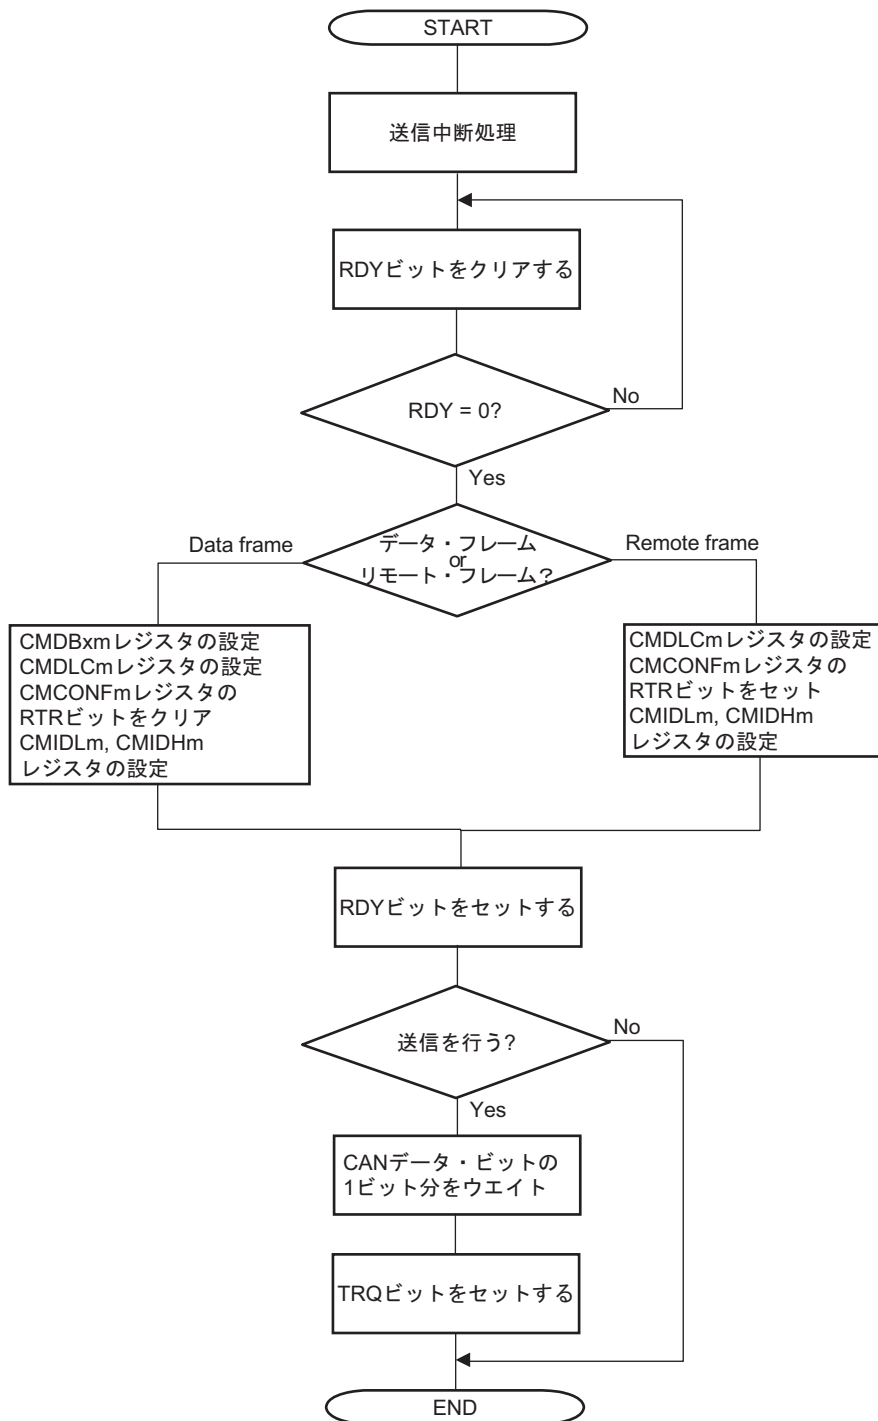 START
送信中断処理
RDYビットをクリアする
RDY = 0?
No
Yes
データ・フレーム
or
リモート・フレーム?
Data frame
Remote frame
CMDBxmレジスタの設定
CMDLCmレジスタの設定
CMCONFmレジスタの
RTRビットをクリア
CMIDLm, CMIDHm
レジスタの設定
CMDLCmレジスタの設定
CMCONFmレジスタの
RTRビットをセット
CMIDLm, CMIDHm
レジスタの設定
RDYビットをセットする
送信を行う?
No
Yes
CANデータ・ビットの
1ビット分をウエイト
TRQビットをセットする
END